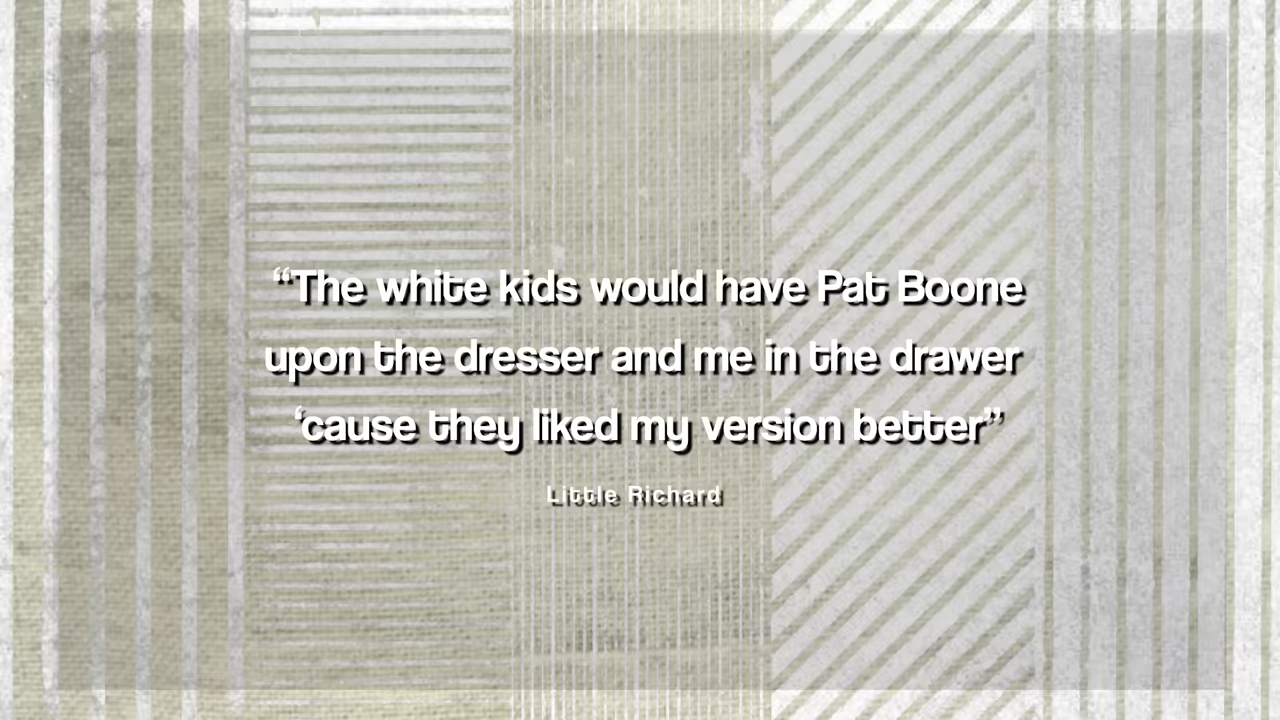 “The white kids would have Pat Boone
upon the dresser and me in the drawer
‘cause they liked my version better”
Little Richard